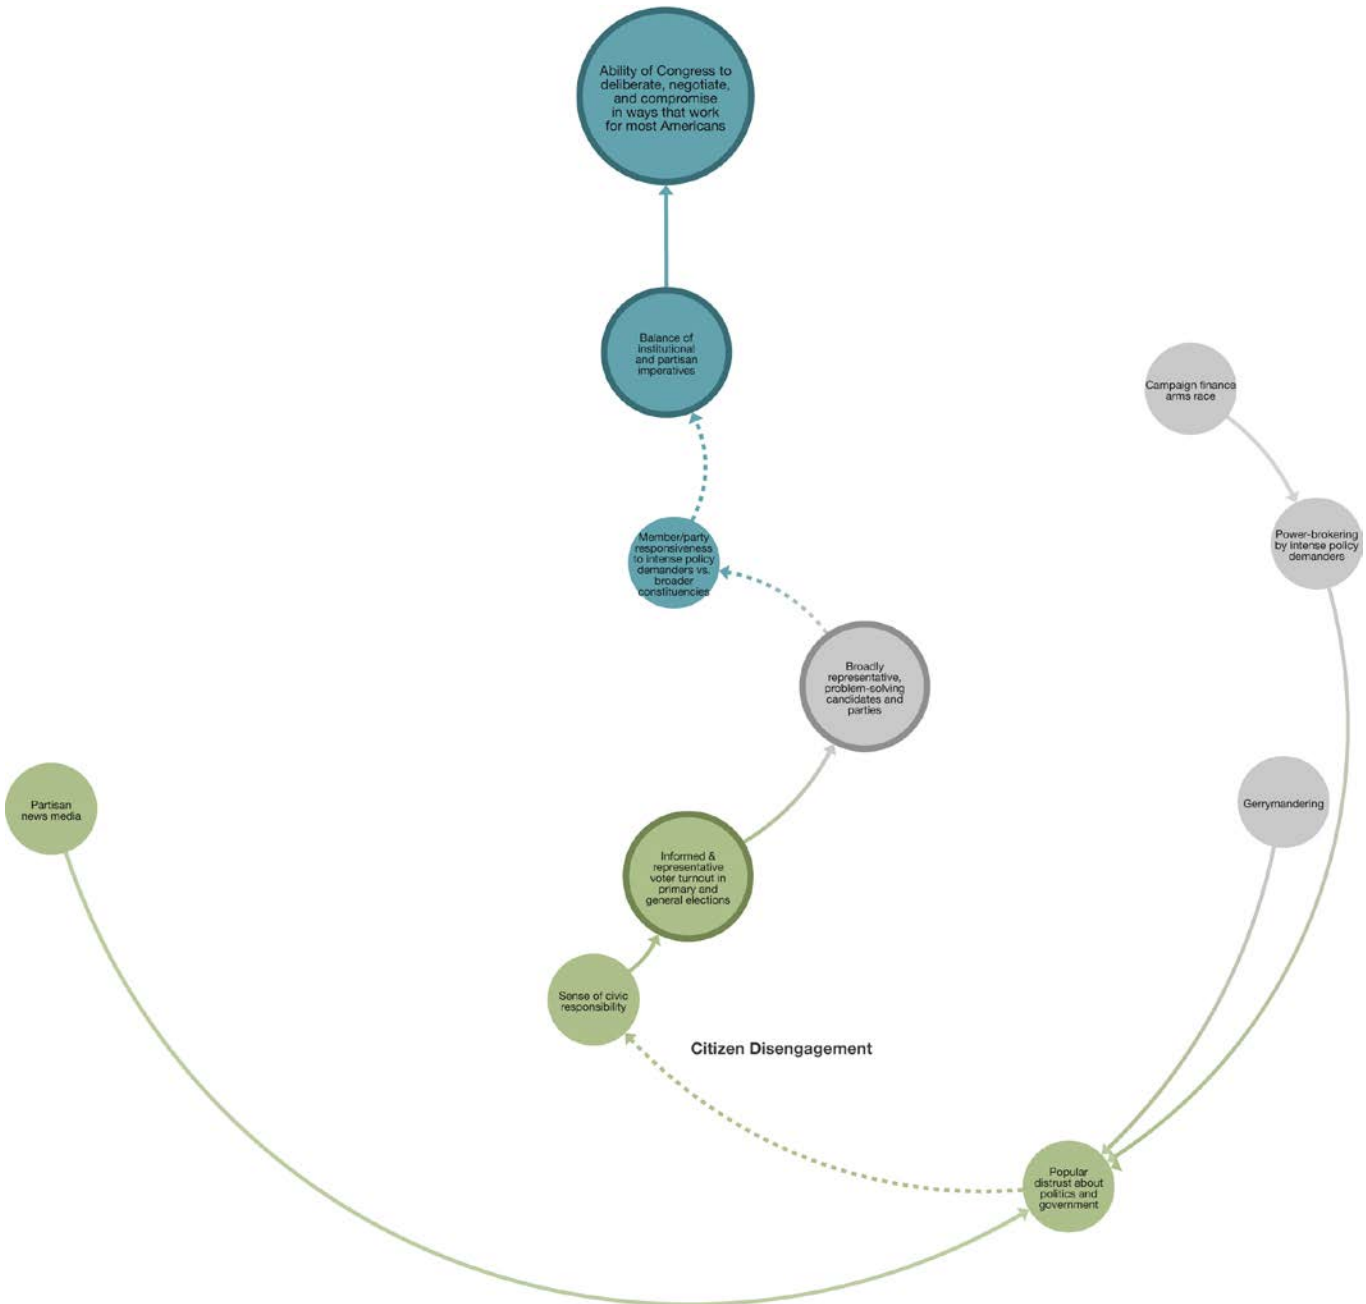 Ability of Congress to
deliberate, negotiate,
and compromise
in ways that work
for most Americans
Balance of
institutional
and partisan
imperatives
Campaign finance
arms race
Power-brokering
by intense policy
demanders
Member/party
responsiveness
to intense policy
demanders vs.
broader
constituencies
Broadly
representative,
problem-solving
candidates and
parties
Partisan
news media
Gerrymandering
Informed &
representative
voter turnout in
primary and
general elections
Sense of civic
responsibility
Citizen Disengagement
Popular
distrust about
politics and
government